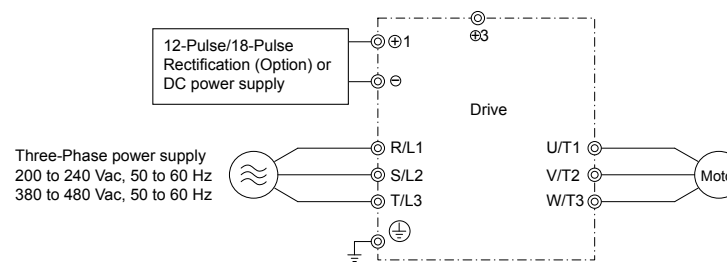 12-Pulse/18-Pulse
Rectification (Option) or
DC power supply
⊕1
⊖
⊕3
Drive
Three-Phase power supply
200 to 240 Vac, 50 to 60 Hz
380 to 480 Vac, 50 to 60 Hz
R/L1
S/L2
T/L3
U/T1
V/T2
W/T3
Moto